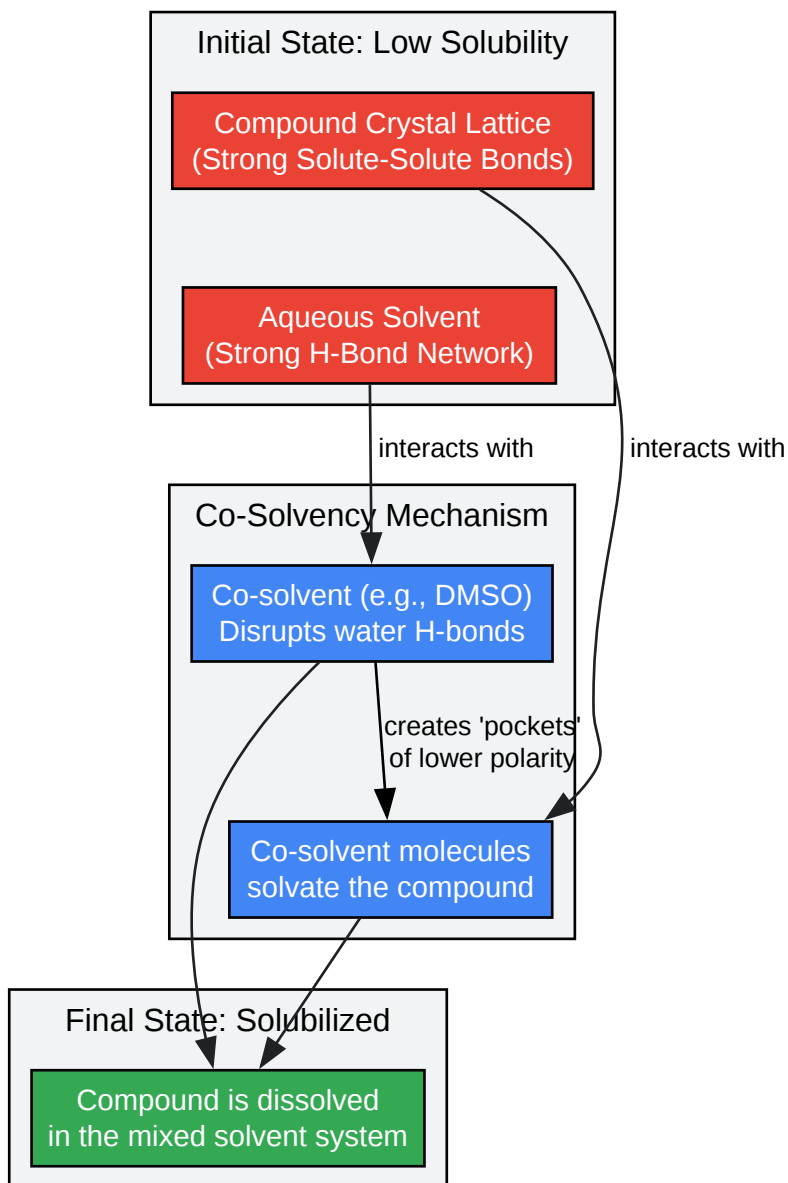 Initial State: Low Solubility
Compound Crystal Lattice
(Strong Solute-Solute Bonds)
Aqueous Solvent
(Strong H-Bond Network)
interacts with
interacts with
Co-Solvency Mechanism
Co-solvent (e.g., DMSO)
Disrupts water H-bonds
creates 'pockets'
of lower polarity
Co-solvent molecules
solvate the compound
Final State: Solubilized
Compound is dissolved
in the mixed solvent system